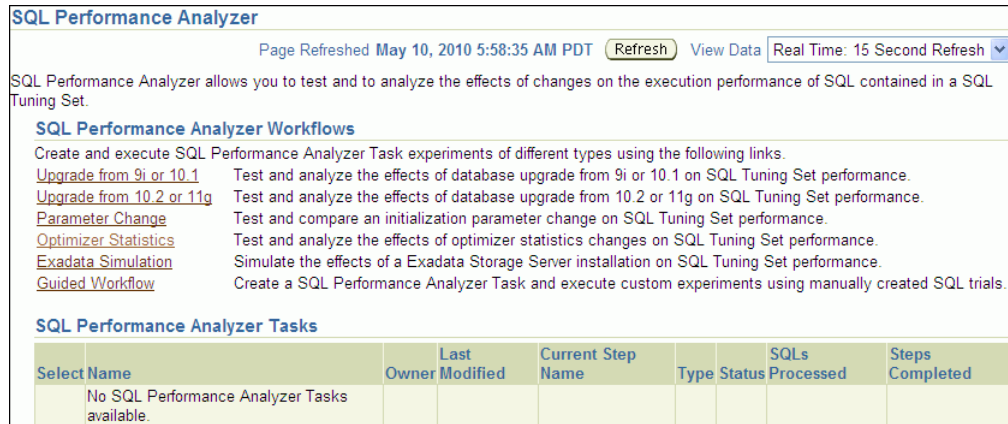 SQL Performance Analyzer
Page Refreshed May 10, 2010 5:58:35 AM PDT Refresh View Data Real Time: 15 Second Refresh
SQL Performance Analyzer allows you to test and to analyze the effects of changes on the execution performance of SQL contained in a SQL
Tuning Set.
SQL Performance Analyzer Workflows
Create and execute SQL Performance Analyzer Task experiments of different types using the following links.
Upgrade from 9i or 10.1 Test and analyze the effects of database upgrade from 9i or 10.1 on SQL Tuning Set performance.
Upgrade from 10.2 or 11g Test and analyze the effects of database upgrade from 10.2 or 11g on SQL Tuning Set performance.
Parameter Change Test and compare an initialization parameter change on SQL Tuning Set performance.
Optimizer Statistics Test and analyze the effects of optimizer statistics changes on SQL Tuning Set performance.
Exadata Simulation Simulate the effects of a Exadata Storage Server installation on SQL Tuning Set performance.
Guided Workflow Create a SQL Performance Analyzer Task and execute custom experiments using manually created SQL trials.
SQL Performance Analyzer Tasks
Last Current Step SQLs Steps
Select Name Owner Modified Name Type Status Processed Completed
No SQL Performance Analyzer Tasks
available.